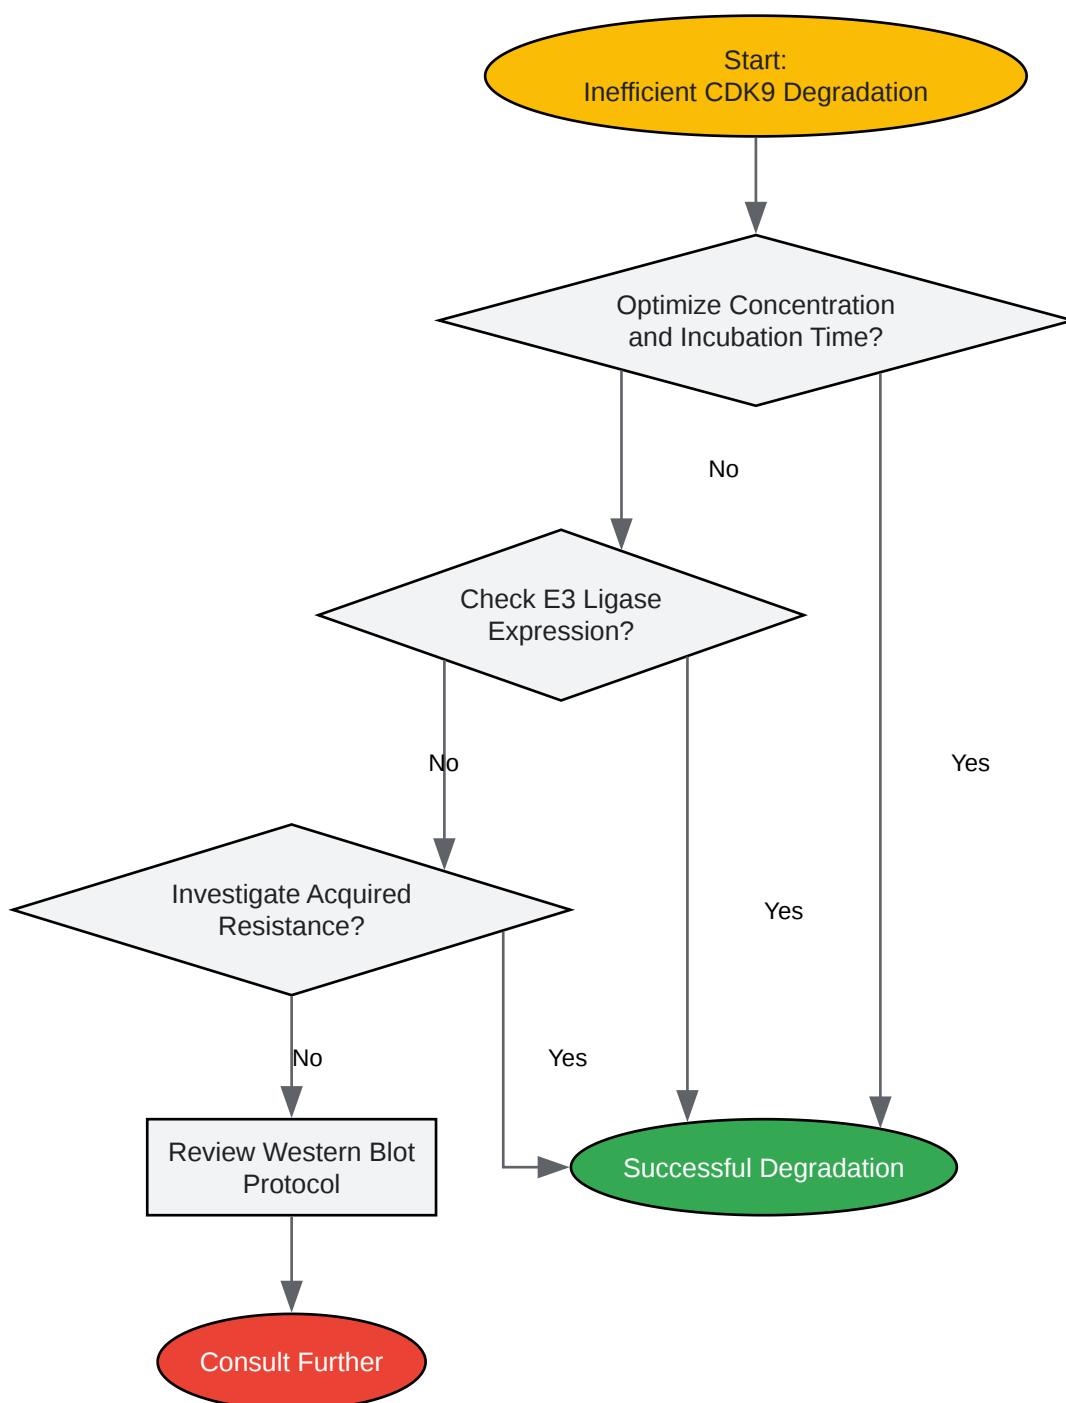 Start:
Inefficient CDK9 Degradation
Optimize Concentration
and Incubation Time?
No
Check E3 Ligase
Expression?
No
Yes
Investigate Acquired
Resistance?
Yes
No
Yes
Review Western Blot
Protocol
Successful Degradation
Consult Further